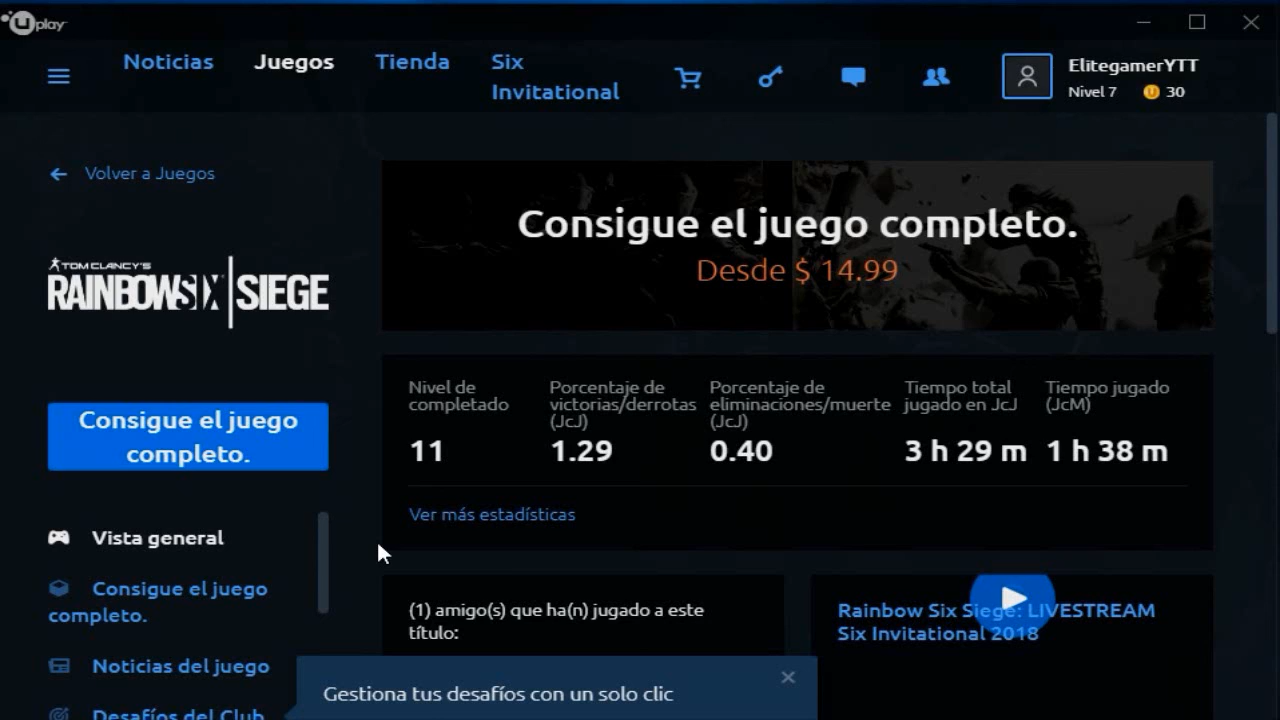 Uplay
Noticias
Juegos
Tienda
Six
Invitational
ElitegamerYTT
Nivel 7
30
Volver a Juegos
TOM CLANCY'S
RAINBOWSIX SIEGE
Consigue el juego completo.
Desde $ 14.99
Consigue el juego
completo.
Nivel de
completado
11
Porcentaje de
victorias/derrotas
(JcJ)
1.29
Porcentaje de
eliminaciones/muerte
(JcJ)
0.40
Tiempo total
jugado en JcJ
3 h 29 m
Tiempo jugado
(JcM)
1 h 38 m
Ver más estadísticas
Vista general
Consigue el juego
completo.
Noticias del juego
Desafíos del Club
(1) amigo(s) que ha(n) jugado a este
título:
Rainbow Six Siege: LIVESTREAM
Six Invitational 2018
Gestiona tus desafíos con un solo clic